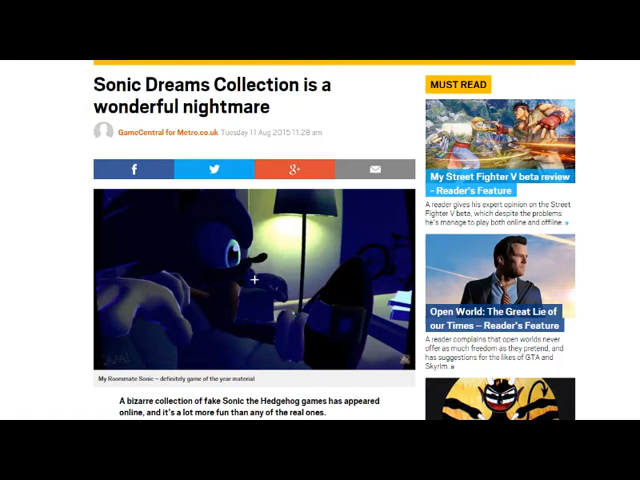 Sonic Dreams Collection is a
wonderful nightmare
GameCentral for Metro.co.uk Tuesday 11 Aug 2015 11:28 am
f
g+
My Roommate Sonic – definitely game of the year material
A bizarre collection of fake Sonic the Hedgehog games has appeared
online, and it's a lot more fun than any of the real ones.
MUST READ
My Street Fighter V beta review
- Reader's Feature
A reader gives his expert opinion on the Street
Fighter V beta, which despite the problems
he's manage to play both online and offline. »
Open World: The Great Lie of
our Times – Reader's Feature
A reader complains that open worlds never
offer as much freedom as they pretend, and
has suggestions for the likes of GTA and
Skyrim. »